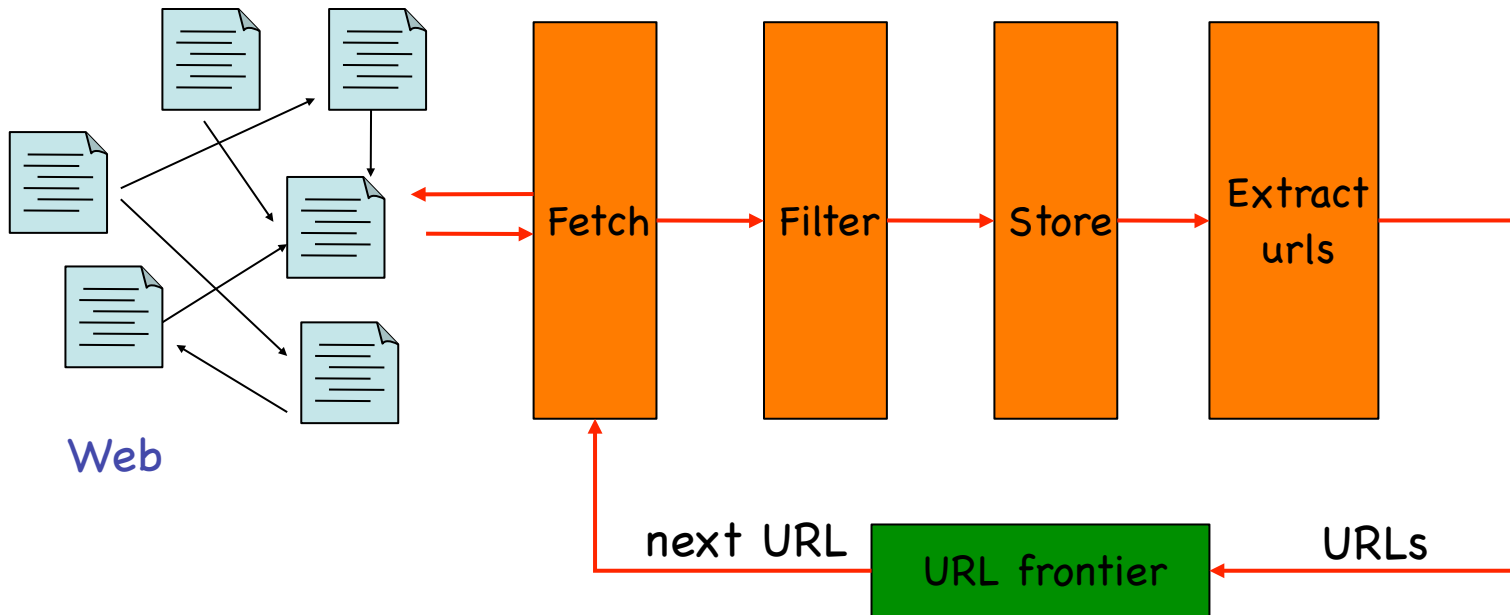 Fetch
Filter
Store
Extract
urls
Web
next URL
URL frontier
URLs